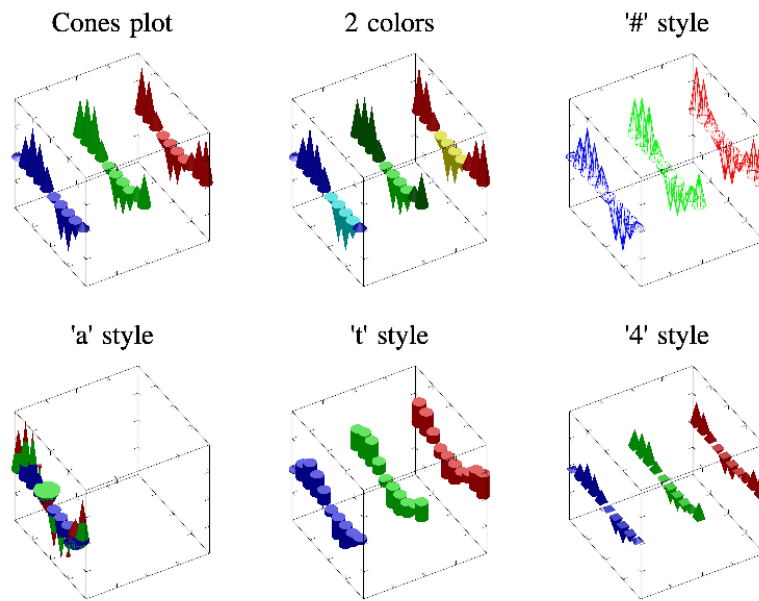 Cones plot
2 colors
'#' style
'a' style
't' style
'4' style